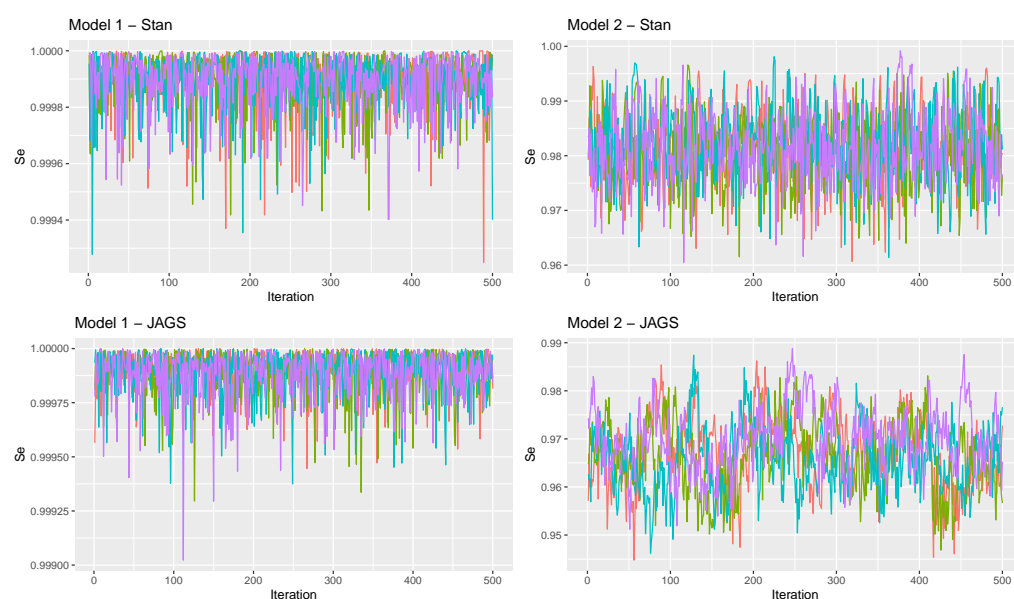 Model 1 − Stan
1.0000
0.9998
0.9996
0.9994
Se
0 100 200 300 400 500
Iteration
Model 2 − Stan
1.00
0.99
0.98
0.97
0.96
Se
0 100 200 300 400 500
Iteration
Model 1 − JAGS
1.00000
0.99975
0.99950
0.99925
0.99900
Se
0 100 200 300 400 500
Iteration
Model 2 − JAGS
0.99
0.98
0.97
0.96
0.95
Se
0 100 200 300 400 500
Iteration